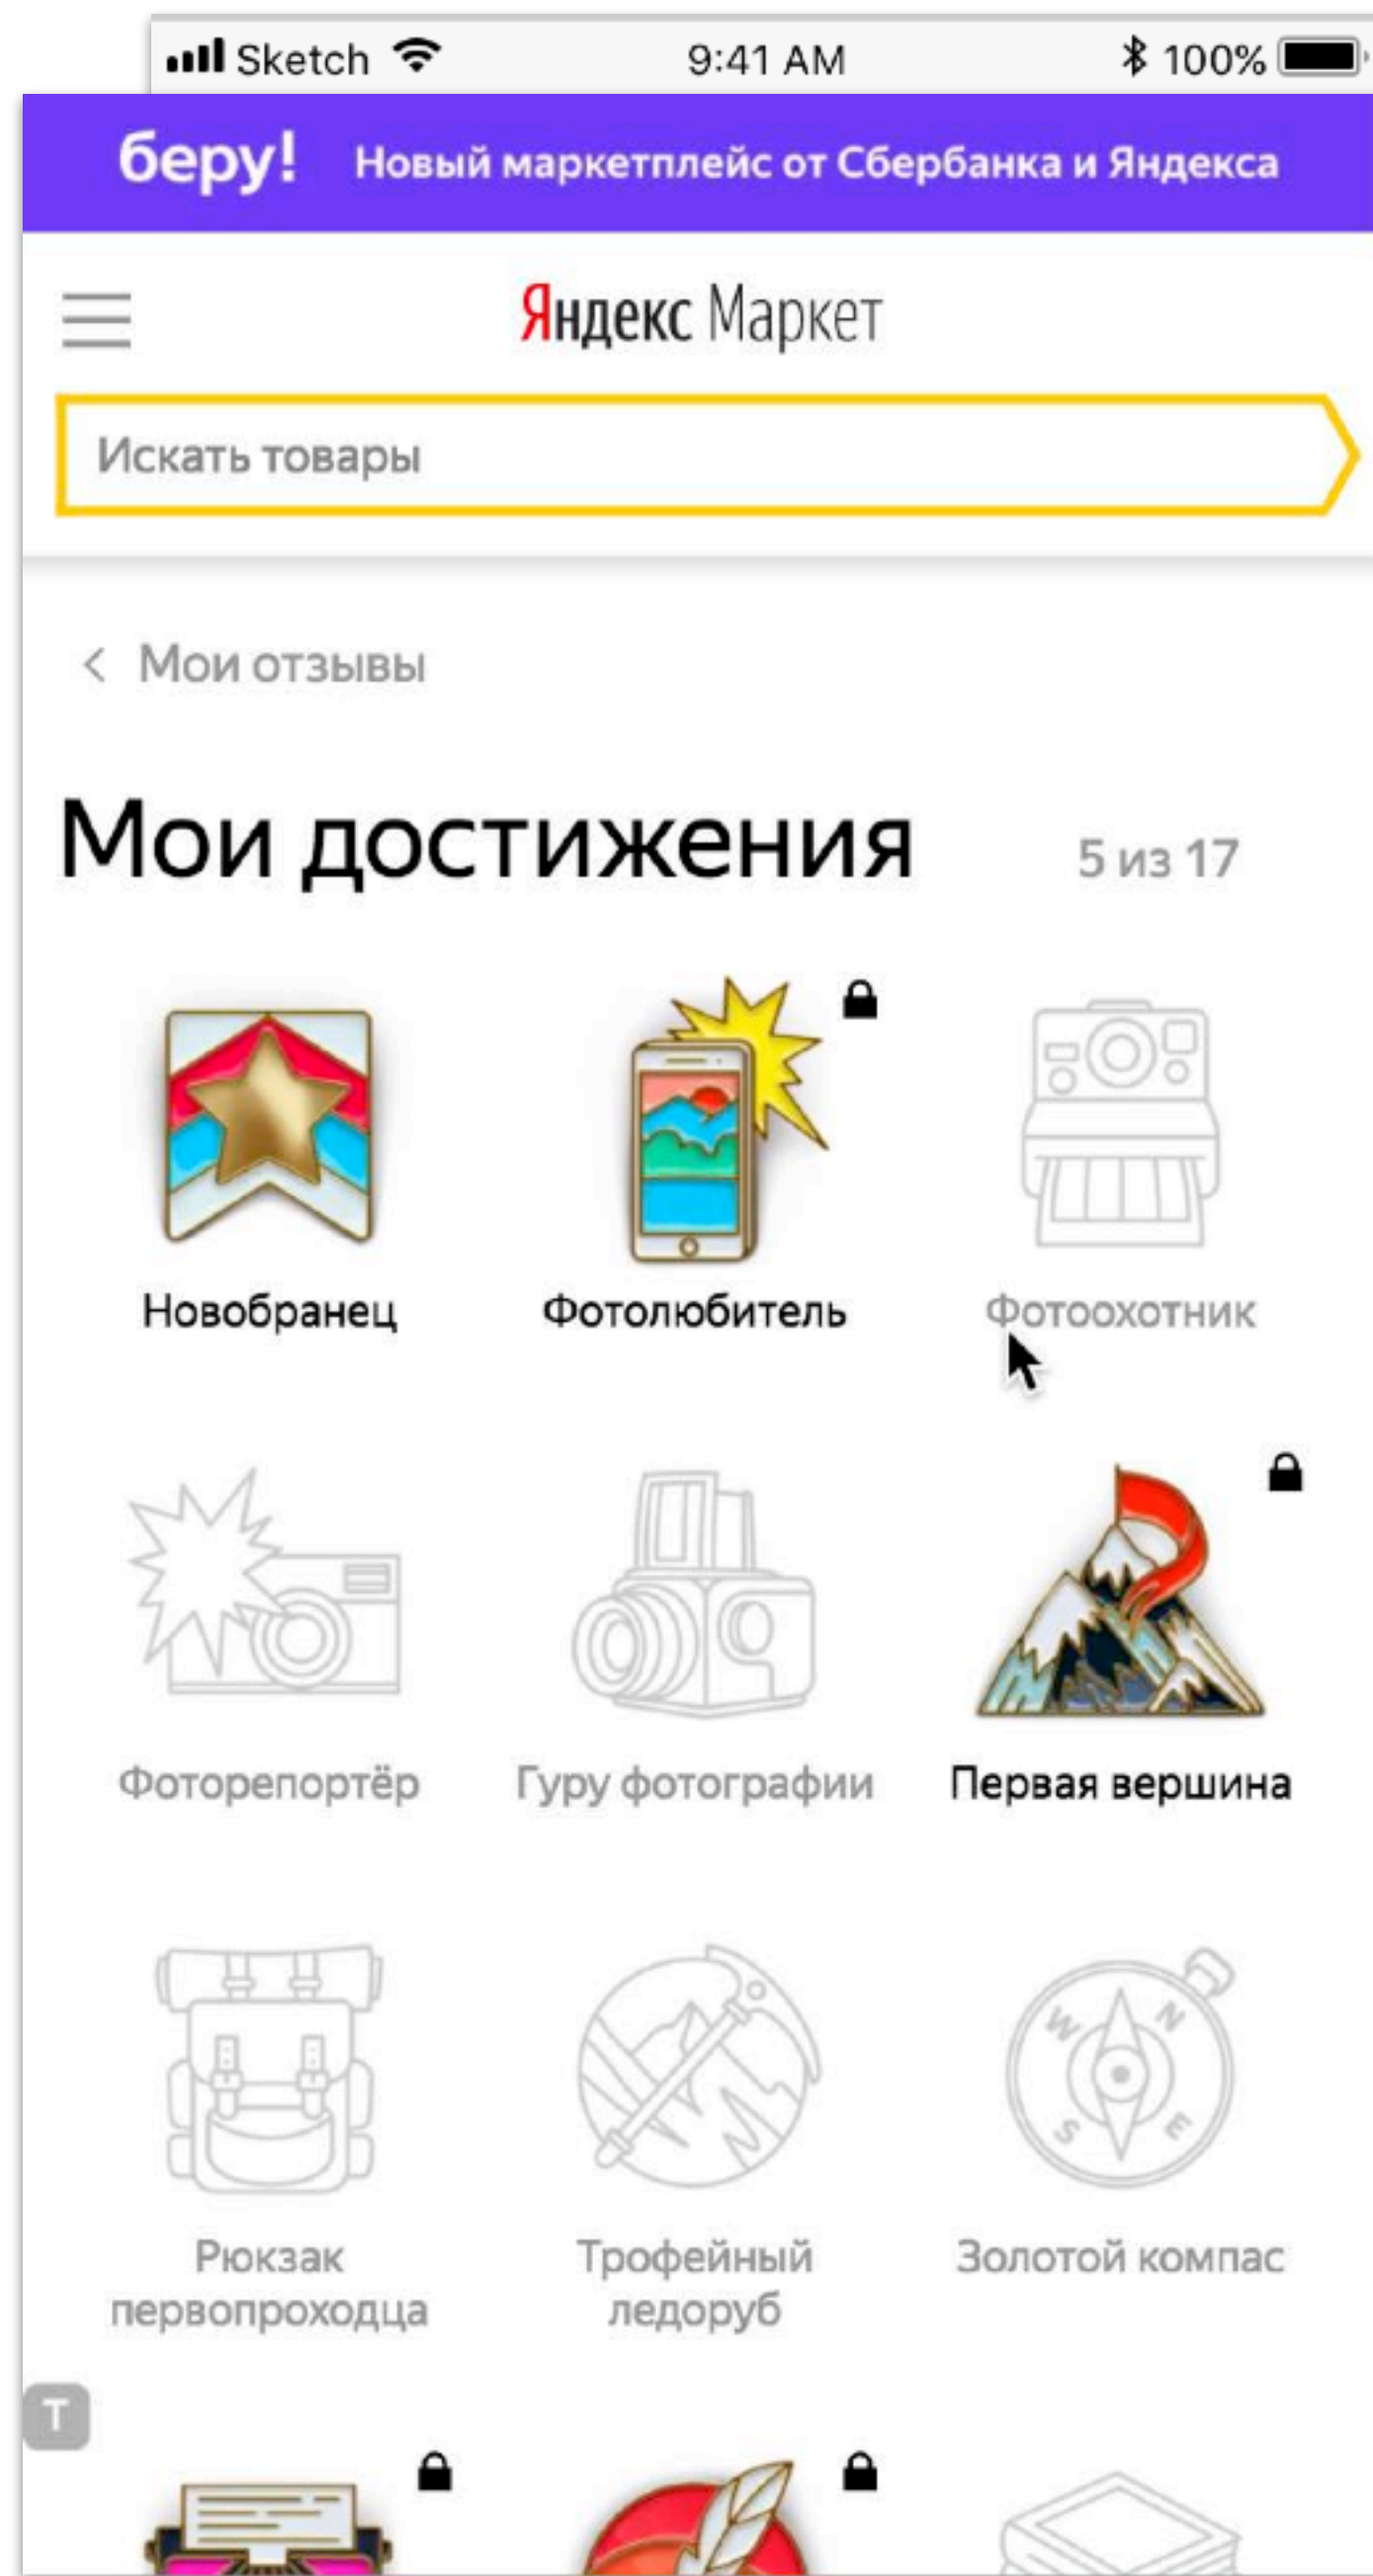 Sketch 9:41 AM 100%
беру! Новый маркетплейс от Сбербанка и Яндекса
Яндекс Маркет
Искать товары
< Мои отзывы
Мои достижения 5 из 17
Новобранец Фотолюбитель Фотоохотник
Фоторепортёр Гуру фотографии Первая вершина
W N
S E
Рюкзак Трофейный Золотой компас
первопроходца ледоруб
T